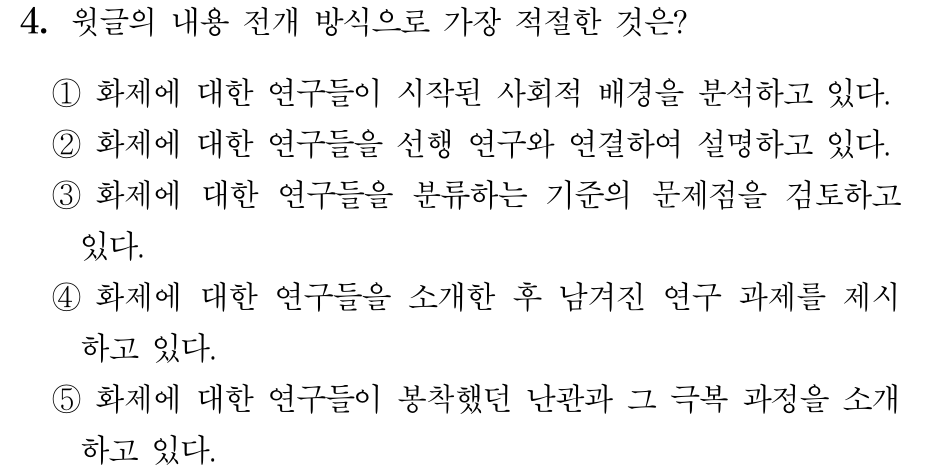 4. 윗글의 내용 전개 방식으로 가장 적절한 것은?
① 화제에 대한 연구들이 시작된 사회적 배경을 분석하고 있다.
② 화제에 대한 연구들을 선행 연구와 연결하여 설명하고 있다.
③ 화제에 대한 연구들을 분류하는 기준의 문제점을 검토하고
있다.
④ 화제에 대한 연구들을 소개한 후 남겨진 연구 과제를 제시
하고 있다.
⑤ 화제에 대한 연구들이 봉착했던 난관과 그 극복 과정을 소개
하고 있다.